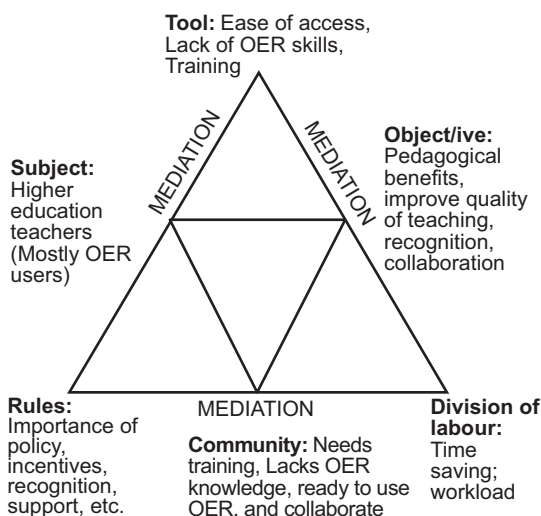 Tool: Ease of access,
Lack of OER skills,
Training
MEDIATION
MEDIATION
Subject:
Higher
education
teachers
(Mostly OER
users)
Object/ive:
Pedagogical
benefits,
improve quality
of teaching,
recognition,
collaboration
Rules:
Importance of
policy,
incentives,
recognition,
support, etc.
MEDIATION
Community: Needs
training, Lacks OER
knowledge, ready to use
OER, and collaborate
Division of
labour:
Time
saving;
workload